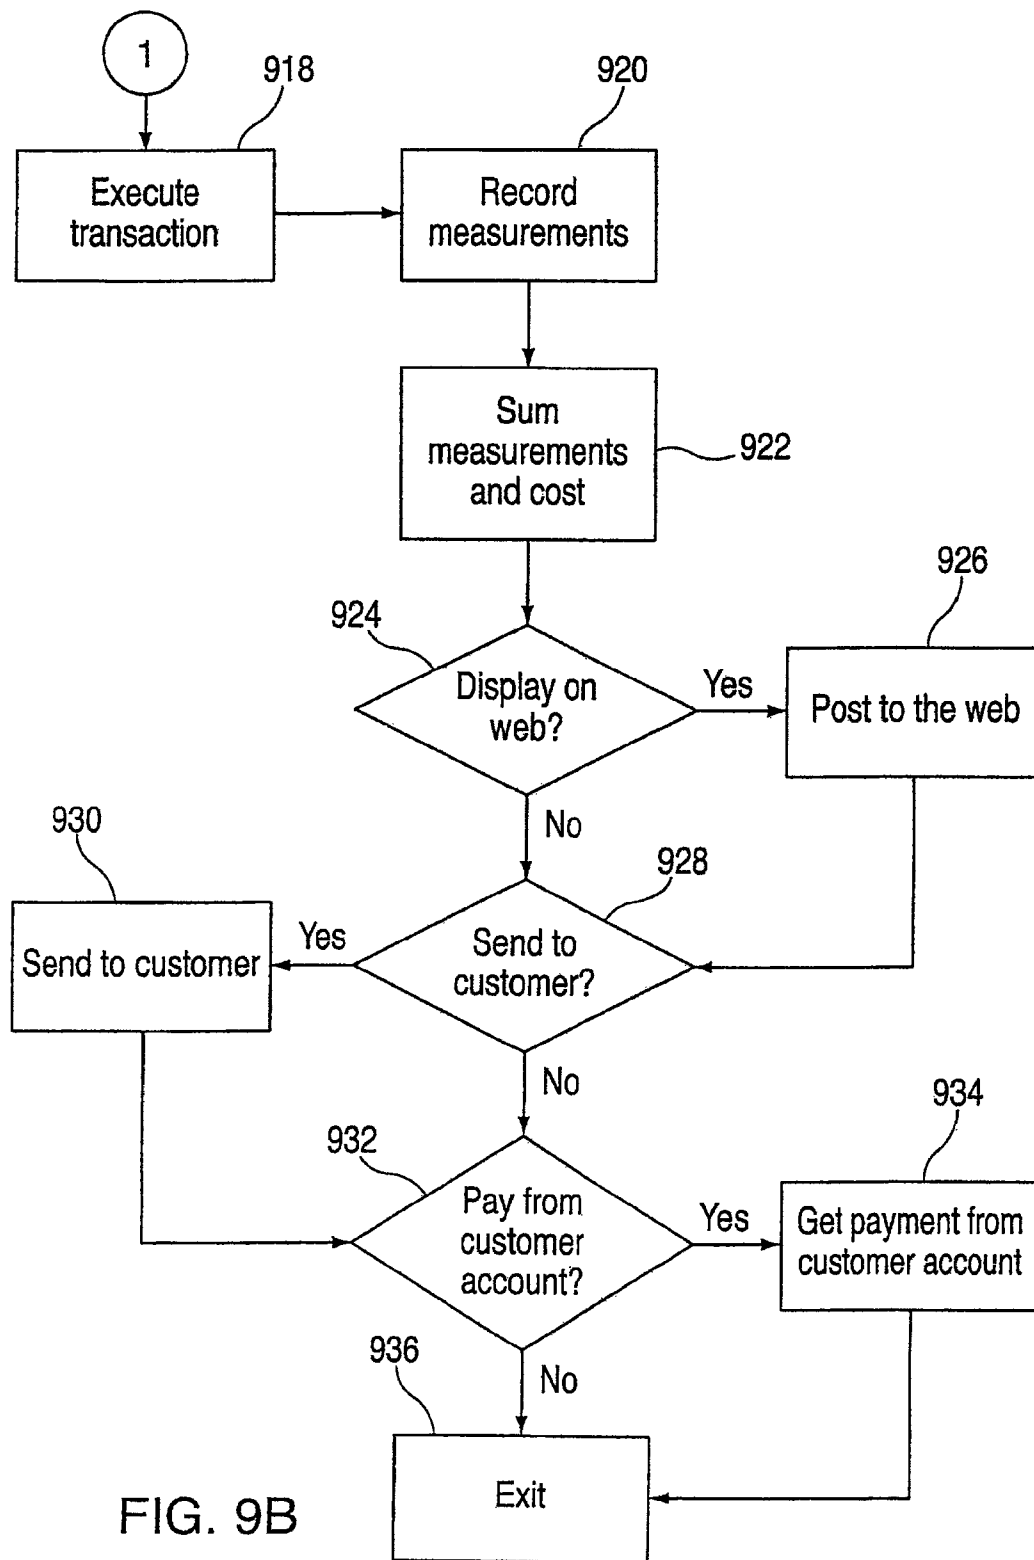 1
918
920
Execute
transaction
Record
measurements
Sum
measurements
and cost
922
924
926
Display on
web?
Yes
Post to the web
No
930
928
Send to customer
Yes
Send to
customer?
No
932
934
Pay from
customer
account?
Yes
Get payment from
customer account
936
No
Exit
FIG. 9B